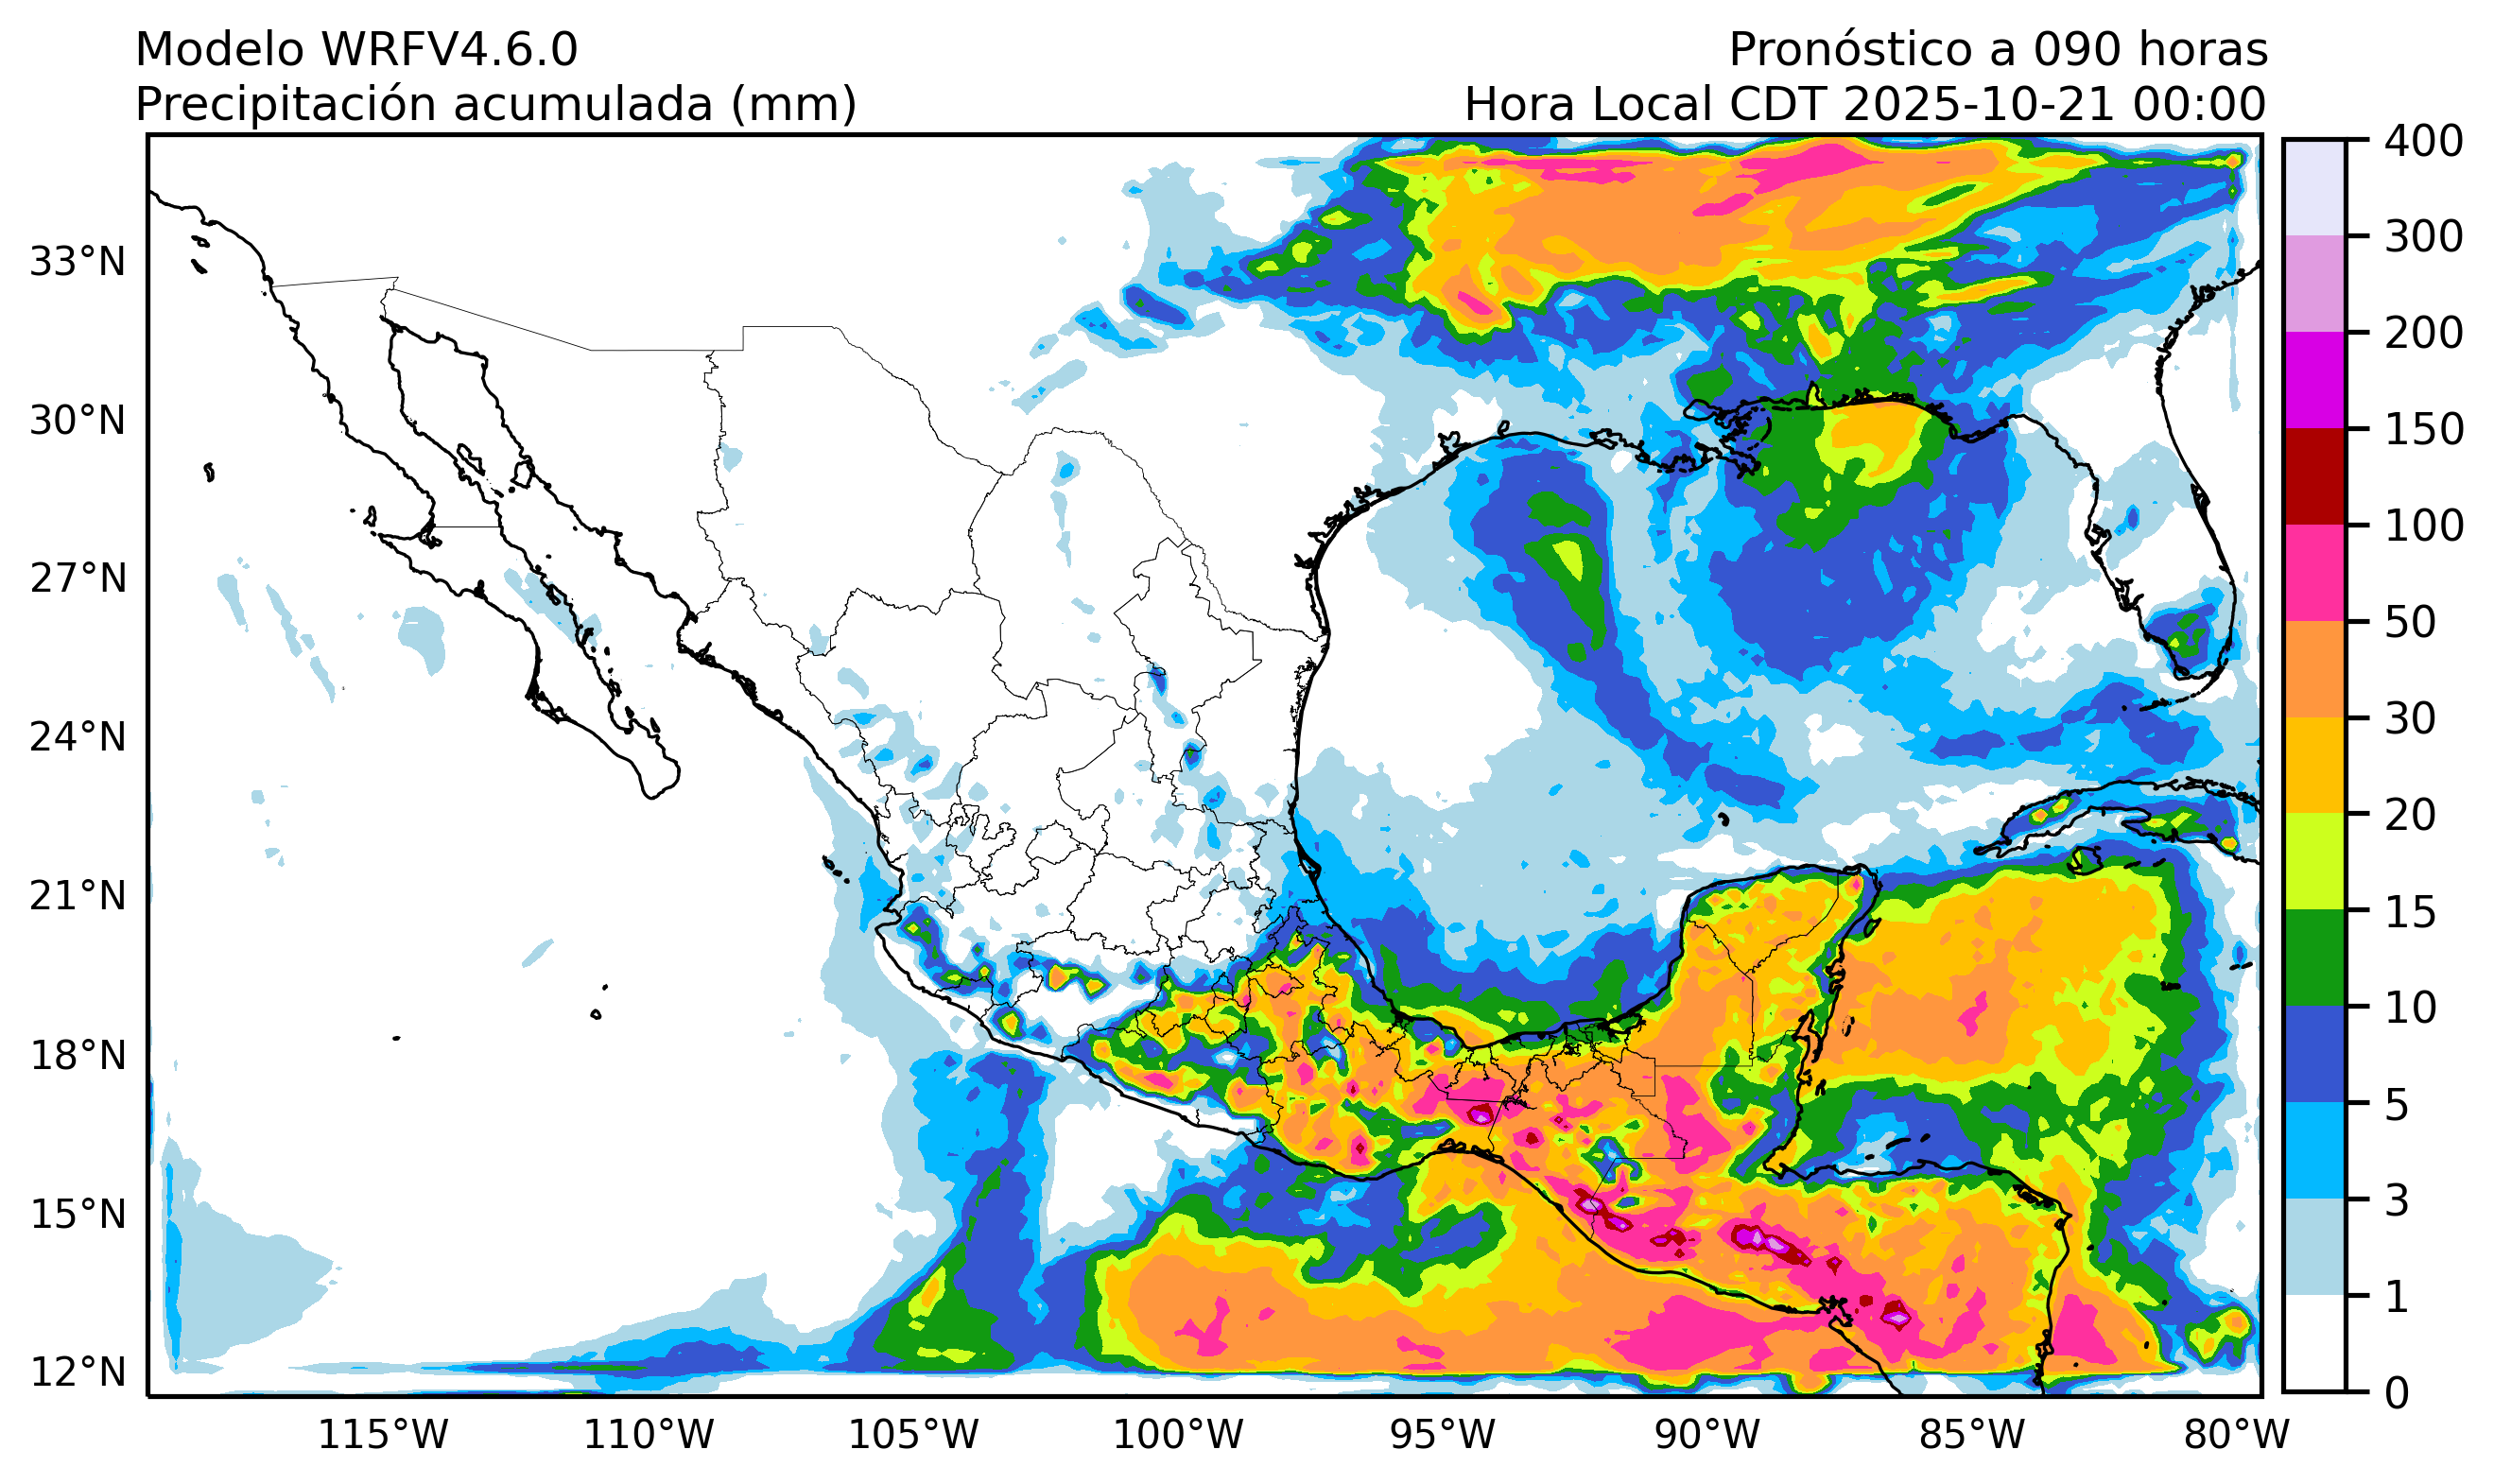 Modelo WRFV4.6.0
Pronóstico a 090 horas
Precipitación acumulada (mm)
Hora Local CDT 2025-10-21 00:00
33°N
30°N
27°N
24°N
21°N
18°N
15°N
12°N
115°W
110°W
105°W
100°W
95°W
90°W
85°W
80°W
400
300
200
150
100
50
30
20
15
10
5
3
1
0